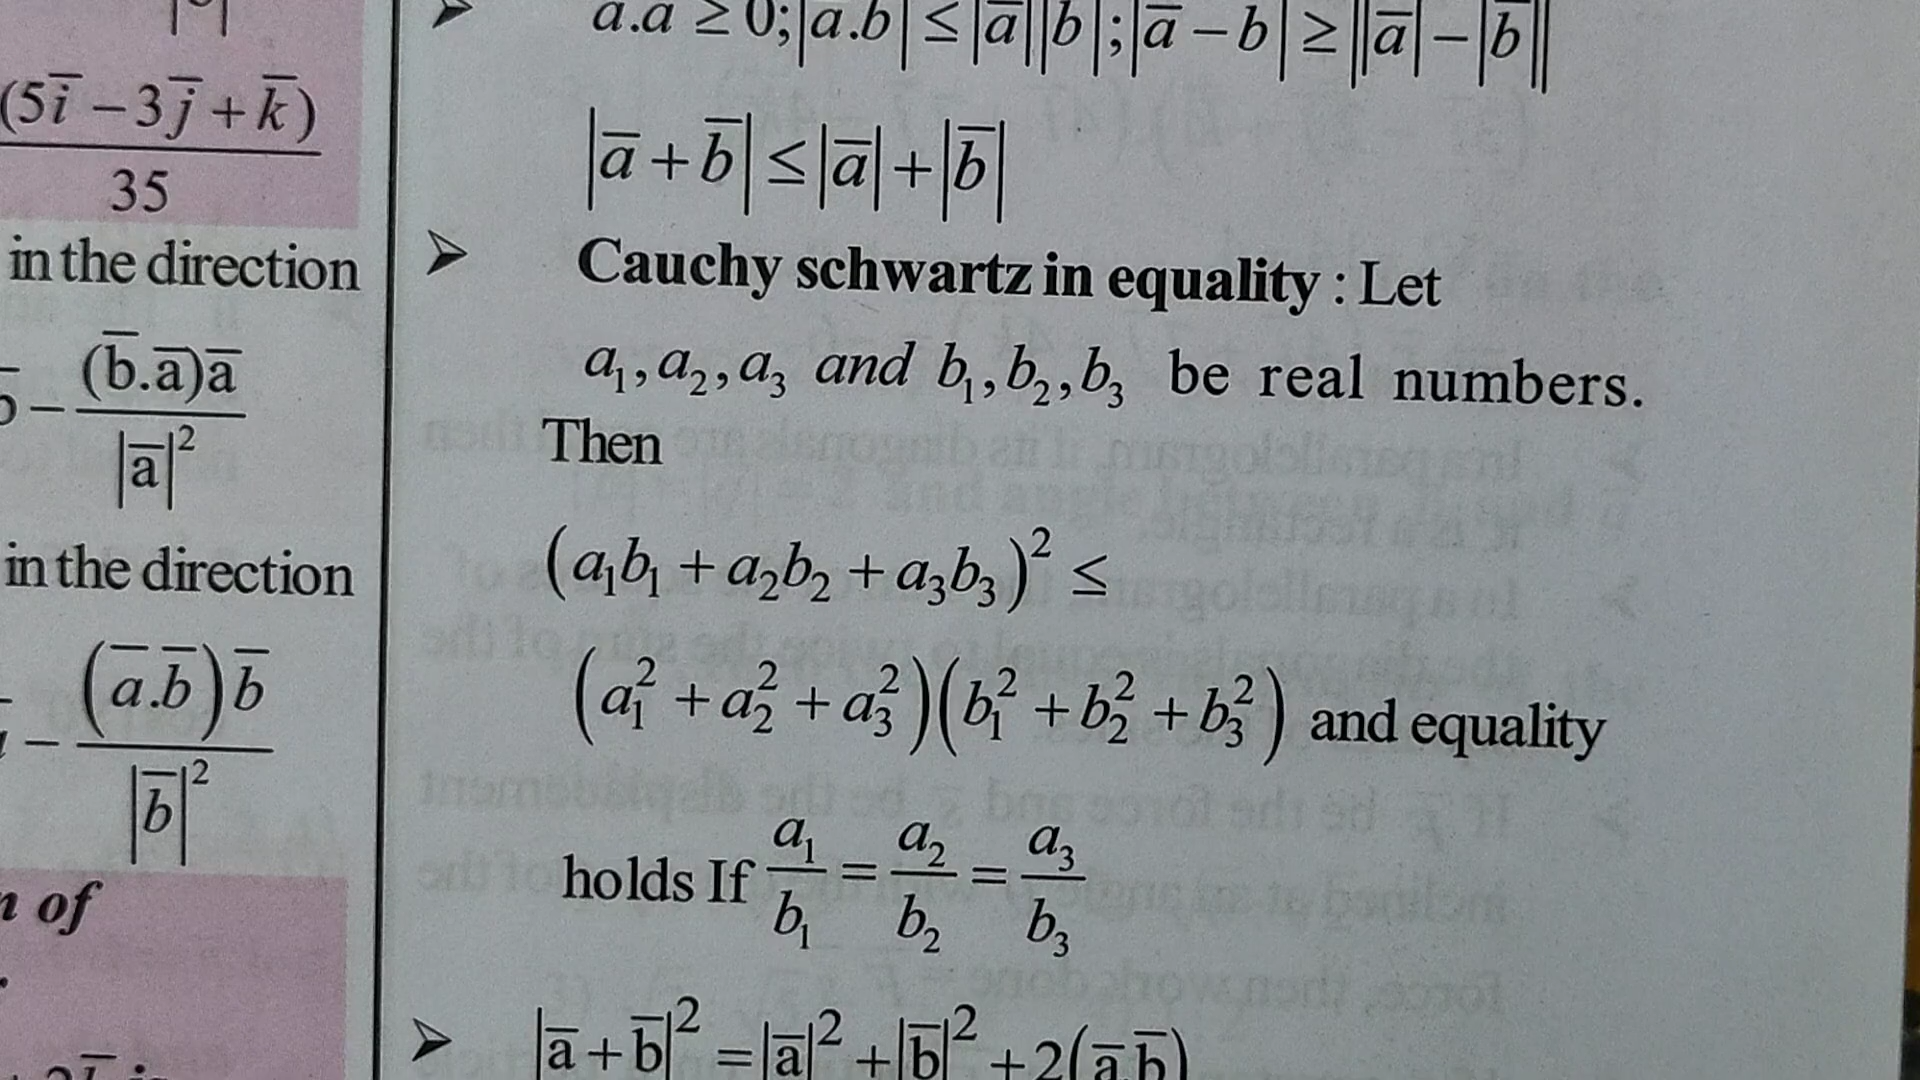 (5i̅ − 3j̅ + k̅)
35
in the direction
− (b̅.a̅)a̅
|a̅|²
in the direction
− (a̅.b̅)b̅
|b̅|²
of
➢ a̅.a̅ ≥ 0; |a̅.b̅| ≤ |a̅||b̅|; |a̅ − b̅| ≥ ||a̅| − |b̅||
|a̅ + b̅| ≤ |a̅| + |b̅|
➢ Cauchy schwartz in equality : Let
a₁, a₂, a₃ and b₁, b₂, b₃ be real numbers.
Then
(a₁b₁ + a₂b₂ + a₃b₃)² ≤
(a₁² + a₂² + a₃²)(b₁² + b₂² + b₃²) and equality
holds If a₁/b₁ = a₂/b₂ = a₃/b₃
➢ |a̅ + b̅|² = |a̅|² + |b̅|² + 2(a̅.b̅)